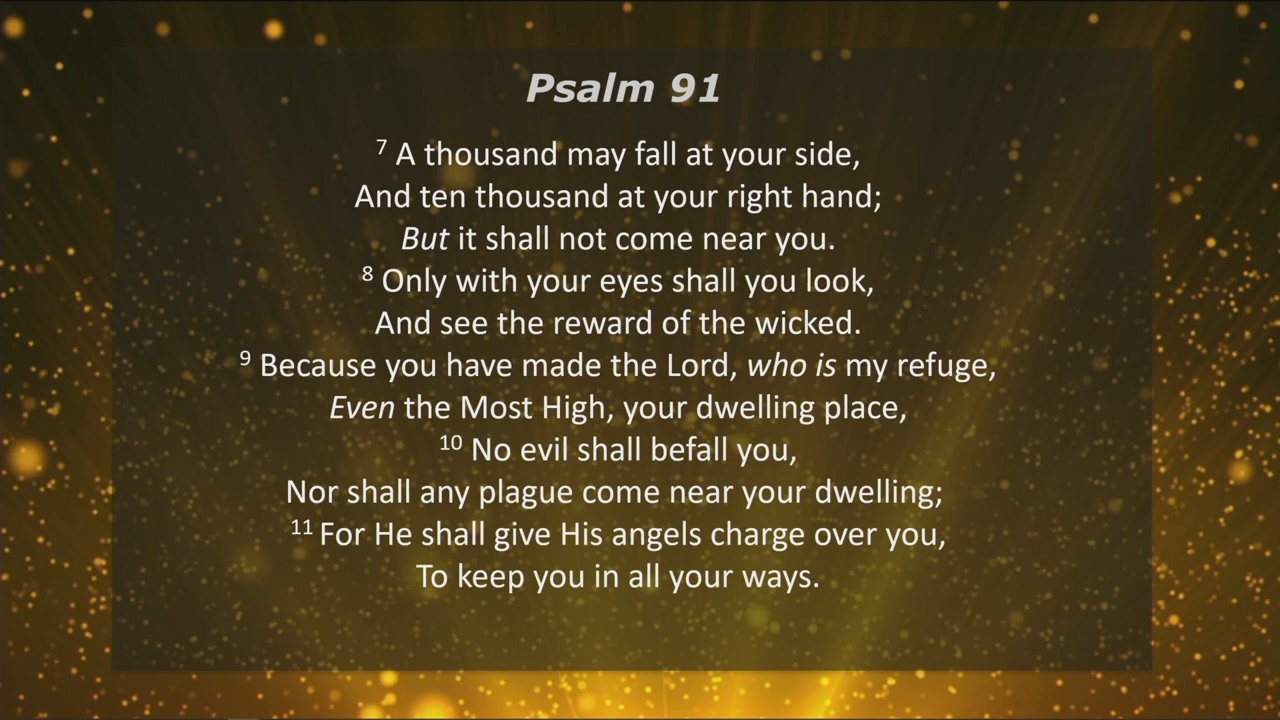 Psalm 91
7 A thousand may fall at your side,
And ten thousand at your right hand;
But it shall not come near you.
8 Only with your eyes shall you look,
And see the reward of the wicked.
9 Because you have made the Lord, who is my refuge,
Even the Most High, your dwelling place,
10 No evil shall befall you,
Nor shall any plague come near your dwelling;
11 For He shall give His angels charge over you,
To keep you in all your ways.